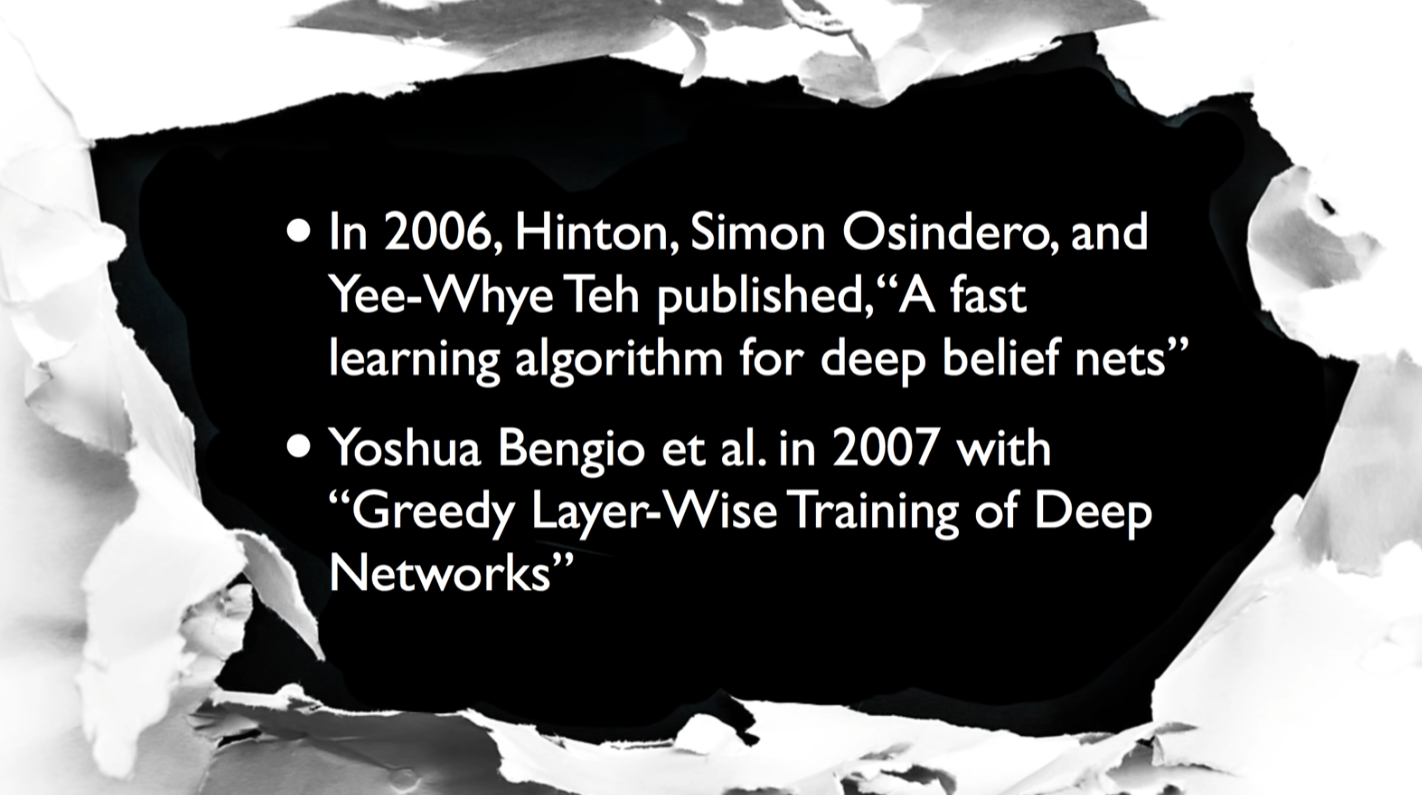 • In 2006, Hinton, Simon Osindero, and
Yee-Whye Teh published, “A fast
learning algorithm for deep belief nets”
• Yoshua Bengio et al. in 2007 with
“Greedy Layer-Wise Training of Deep
Networks”